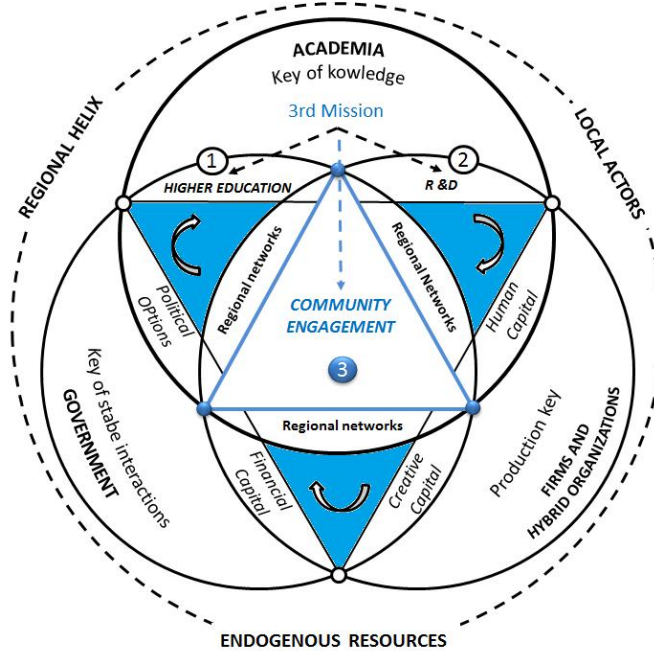 ACADEMIA
Key of kowledge
3rd Mission
REGIONAL HELIX
LOCAL ACTORS
1
2
HIGHER EDUCATION
R &D
Regional networks
Regional Networks
Political
OPtions
Human
Capital
COMMUNITY
ENGAGEMENT
3
Key of stabe interactions
GOVERNMENT
Production key
FIRMS AND
HYBRID ORGANIZATIONS
Regional networks
Financial
Capital
Creative
Capital
ENDOGENOUS RESOURCES